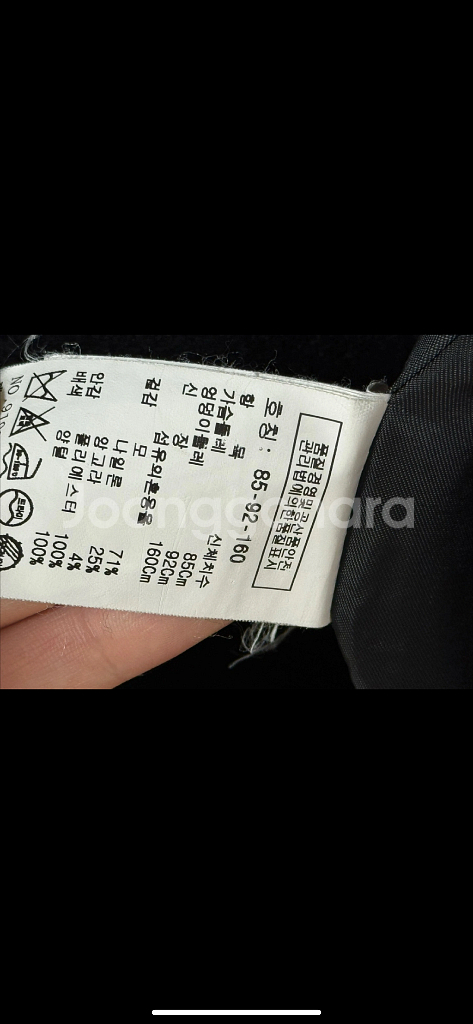 품질경영및공산품안전
관리법에의한품질표시
호칭 : 85-92-160
항 목 신체치수
가슴둘레 85Cm
엉덩이둘레 92Cm
신 장 160Cm
섬유의혼용율
겉감 모 71%
나일론 25%
앙고라 4%
안감 폴리에스터 100%
배색 양털 100%
NO
Joonggonara